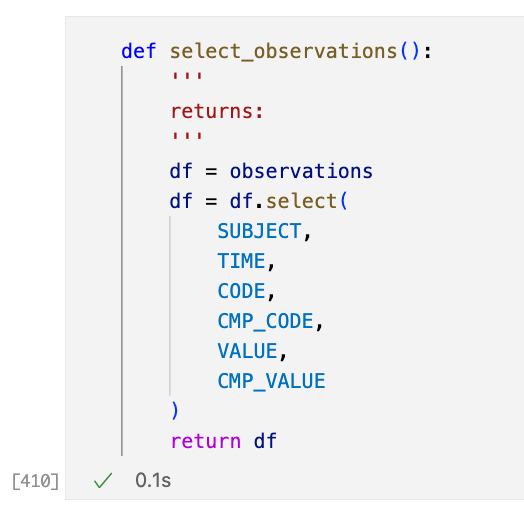 def select_observations():
    '''
    returns:
    '''
    df = observations
    df = df.select(
        SUBJECT,
        TIME,
        CODE,
        CMP_CODE,
        VALUE,
        CMP_VALUE
    )
    return df
[410] ✓ 0.1s